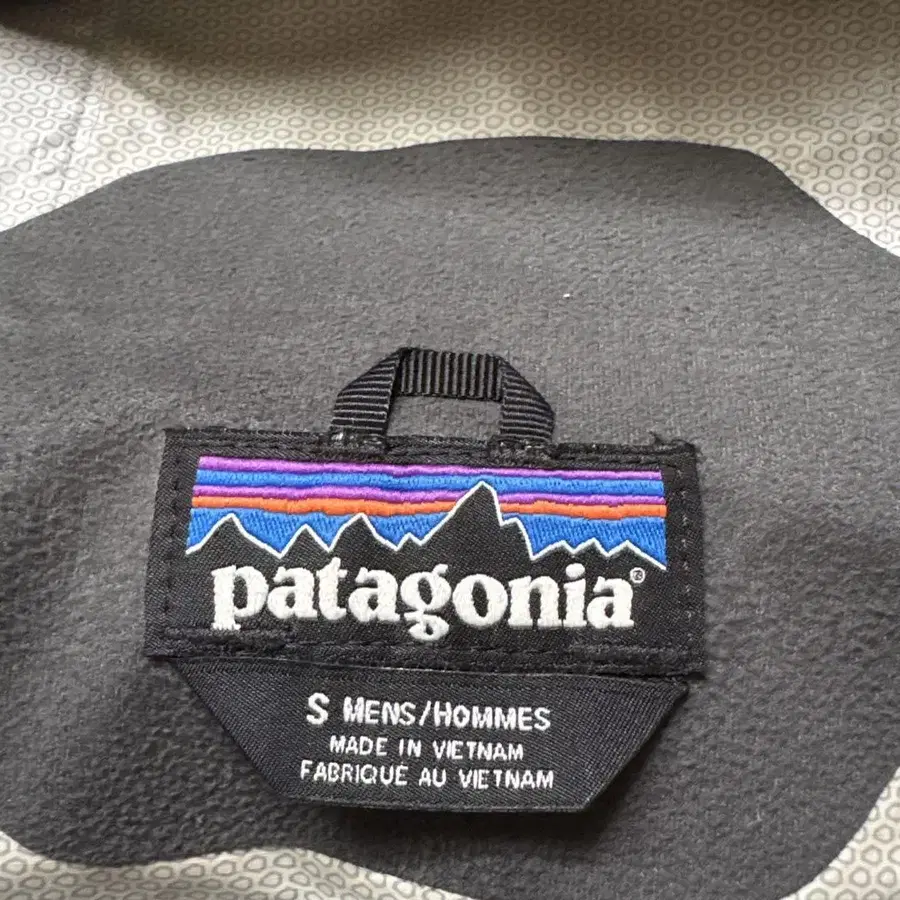 patagonia®
S MENS/HOMMES
MADE IN VIETNAM
FABRIQUÉ AU VIETNAM